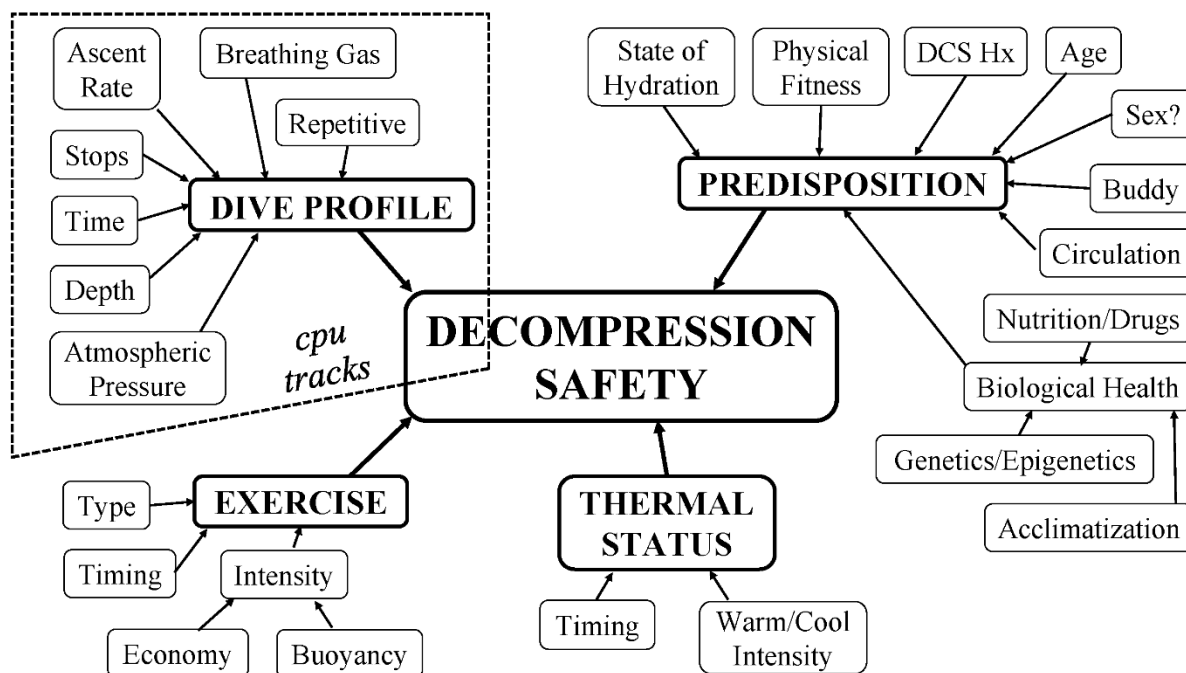 Ascent
Rate
Breathing Gas
Repetitive
Stops
DIVE PROFILE
Time
Depth
Atmospheric
Pressure
cpu
tracks
State of
Hydration
Physical
Fitness
DCS Hx
Age
Sex?
PREDISPOSITION
Buddy
Circulation
Nutrition/Drugs
Biological Health
Genetics/Epigenetics
Acclimatization
DECOMPRESSION
SAFETY
Type
EXERCISE
Timing
Intensity
Economy
Buoyancy
THERMAL
STATUS
Timing
Warm/Cool
Intensity